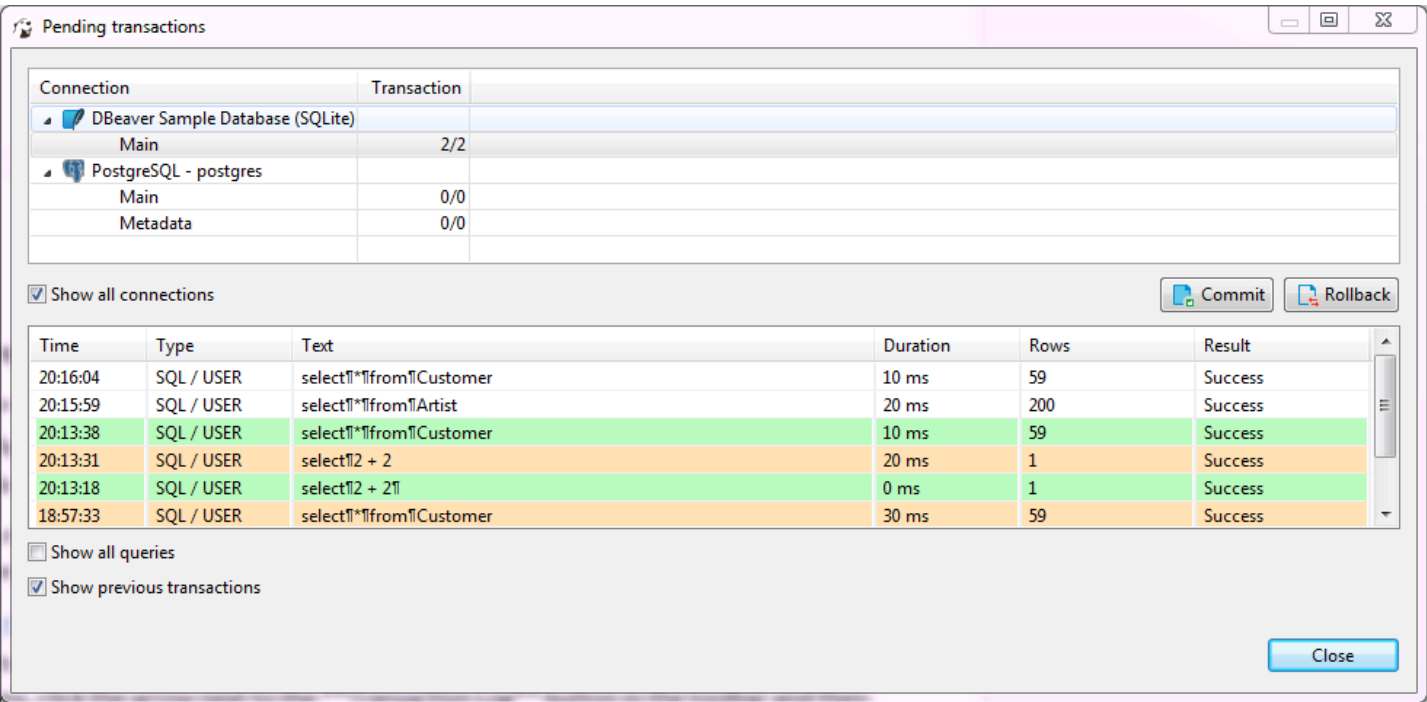 Pending transactions
Connection Transaction
DBeaver Sample Database (SQLite)
Main 2/2
PostgreSQL - postgres
Main 0/0
Metadata 0/0
Show all connections Commit Rollback
Time Type Text Duration Rows Result
20:16:04 SQL / USER select¶*¶from¶Customer 10 ms 59 Success
20:15:59 SQL / USER select¶*¶from¶Artist 20 ms 200 Success
20:13:38 SQL / USER select¶*¶from¶Customer 10 ms 59 Success
20:13:31 SQL / USER select¶2 + 2 20 ms 1 Success
20:13:18 SQL / USER select¶2 + 2¶ 0 ms 1 Success
18:57:33 SQL / USER select¶*¶from¶Customer 30 ms 59 Success
Show all queries
Show previous transactions
Close